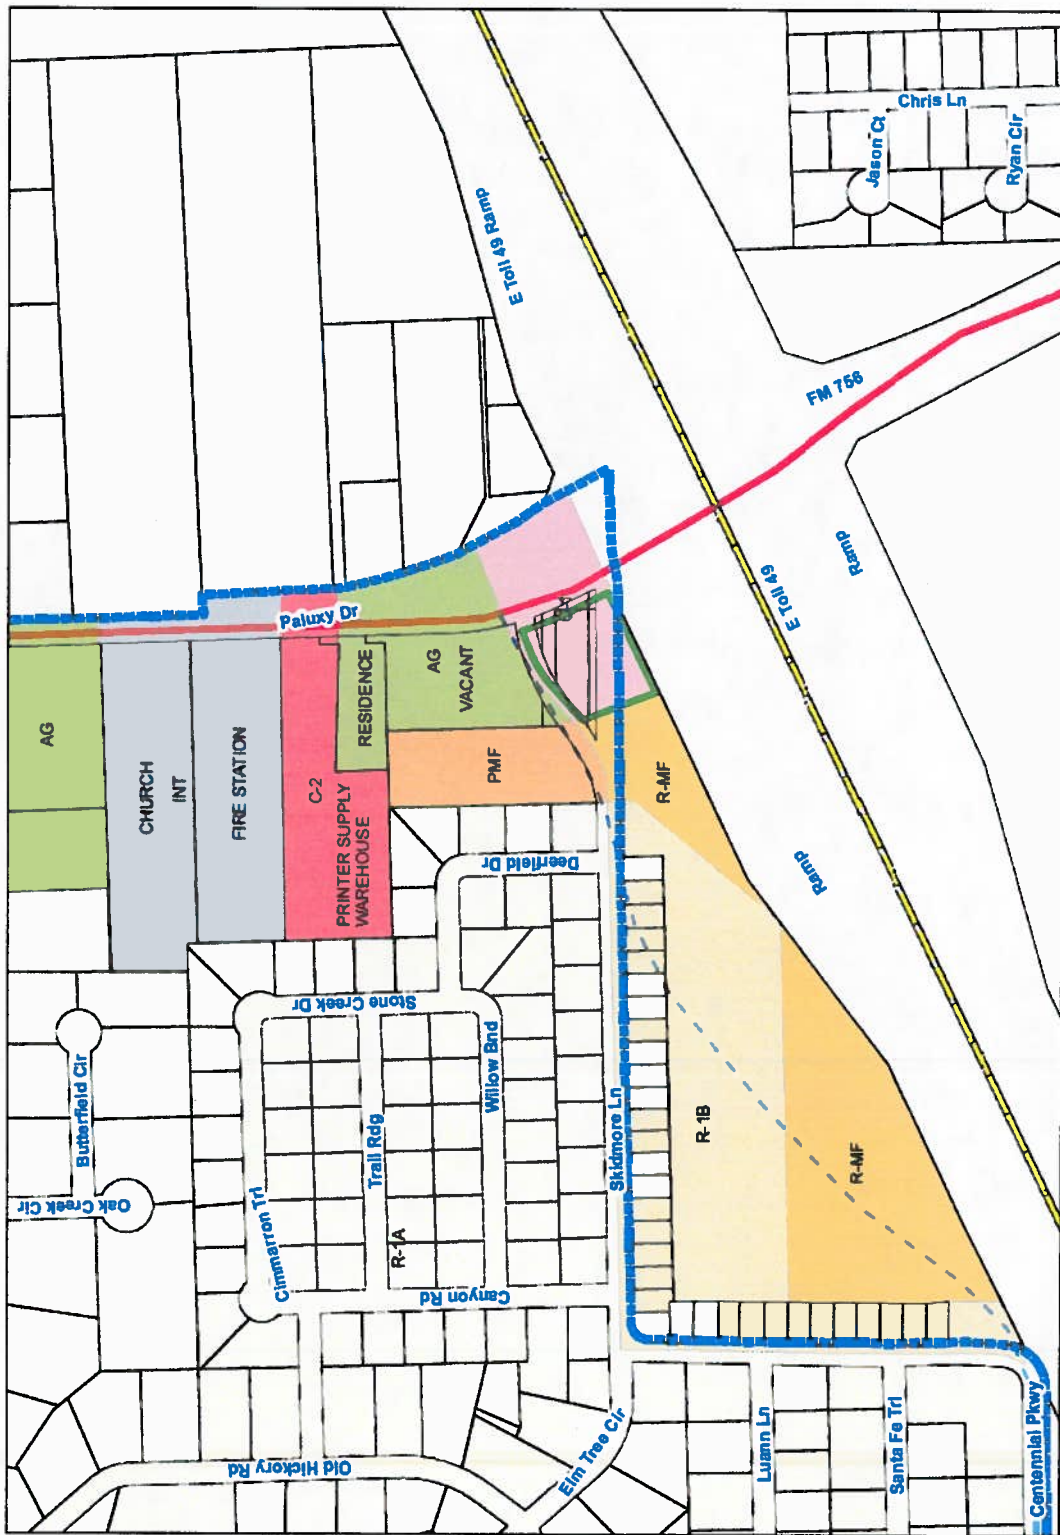 Chris Ln
Jason Ct
Ryan Cir
E Toll 49 Ramp
FM 756
E Toll 49
Ramp
Ramp
Paluxy Dr
AG
CHURCH
INT
FIRE STATION
C-2
PRINTER SUPPLY
WAREHOUSE
RESIDENCE
AG
VACANT
PMF
R-MF
Deerfield Dr
Stone Creek Dr
Butterfield Cir
Oak Creek Cir
Cimmarron Trl
Trail Rdg
Willow Bnd
R-1A
Canyon Rd
Skidmore Ln
R-1B
R-MF
Old Hickory Rd
Elm Tree Cir
Luann Ln
Santa Fe Trl
Centennial Pkwy